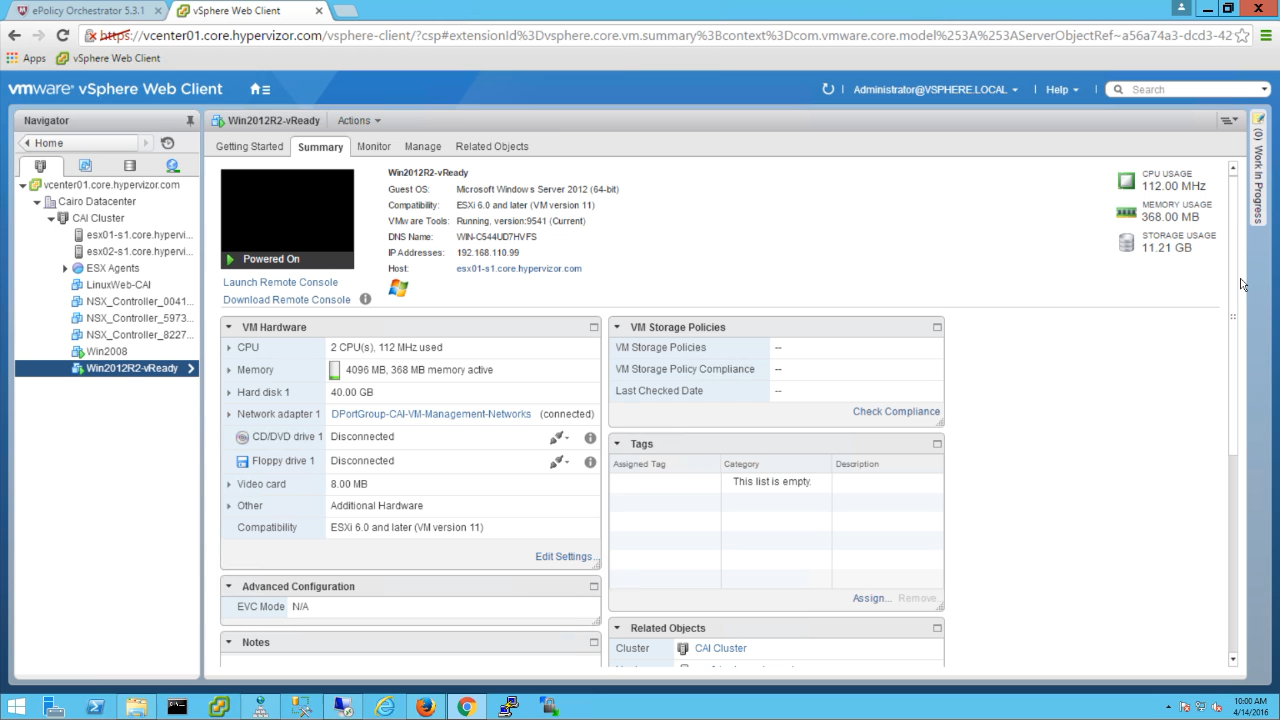 ePolicy Orchestrator 5.3.1
vSphere Web Client
https://vcenter01.core.hypervizor.com/vsphere-client/?csp#extensionId%3Dvsphere.core.vm.summary%3Bcontext%3Dcom.vmware.core.model%253A%253AServerObjectRef~a56a74a3-dcd3-42
Apps
vSphere Web Client
vmware® vSphere Web Client
Administrator@VSPHERE.LOCAL
Help
Search
Navigator
Win2012R2-vReady
Actions
Home
Getting Started
Summary
Monitor
Manage
Related Objects
(0) Work In Progress
vcenter01.core.hypervizor.com
Cairo Datacenter
CAI Cluster
esx01-s1.core.hypervi...
esx02-s1.core.hypervi...
ESX Agents
LinuxWeb-CAI
NSX_Controller_0041...
NSX_Controller_5973...
NSX_Controller_8227...
Win2008
Win2012R2-vReady
Powered On
Launch Remote Console
Download Remote Console
Win2012R2-vReady
Guest OS: Microsoft Windows Server 2012 (64-bit)
Compatibility: ESXi 6.0 and later (VM version 11)
VMware Tools: Running, version:9541 (Current)
DNS Name: WIN-C544UD7HVFS
IP Addresses: 192.168.110.99
Host: esx01-s1.core.hypervizor.com
CPU USAGE
112.00 MHz
MEMORY USAGE
368.00 MB
STORAGE USAGE
11.21 GB
VM Hardware
CPU 2 CPU(s), 112 MHz used
Memory 4096 MB, 368 MB memory active
Hard disk 1 40.00 GB
Network adapter 1 DPortGroup-CAI-VM-Management-Networks (connected)
CD/DVD drive 1 Disconnected
Floppy drive 1 Disconnected
Video card 8.00 MB
Other Additional Hardware
Compatibility ESXi 6.0 and later (VM version 11)
Edit Settings...
Advanced Configuration
EVC Mode N/A
Notes
VM Storage Policies
VM Storage Policies --
VM Storage Policy Compliance --
Last Checked Date --
Check Compliance
Tags
Assigned Tag Category Description
This list is empty.
Assign... Remove...
Related Objects
Cluster CAI Cluster
10:00 AM
4/14/2016